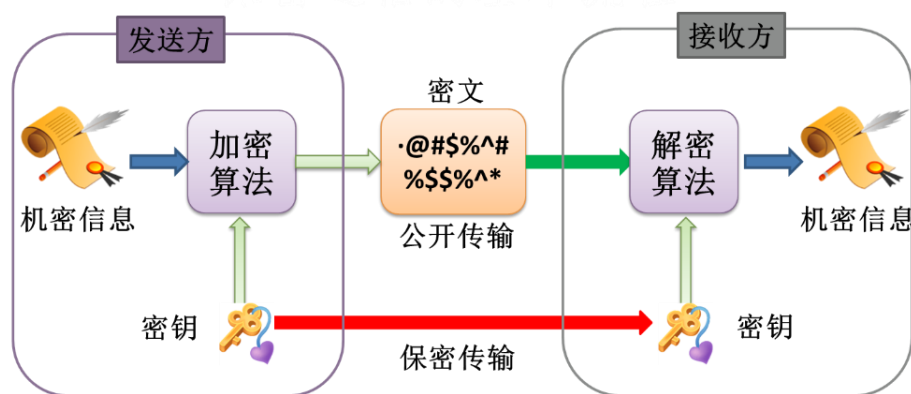 发送方
接收方
密文
加密
算法
·@#$%^#
%$$%^*
解密
算法
机密信息
公开传输
机密信息
密钥
密钥
保密传输